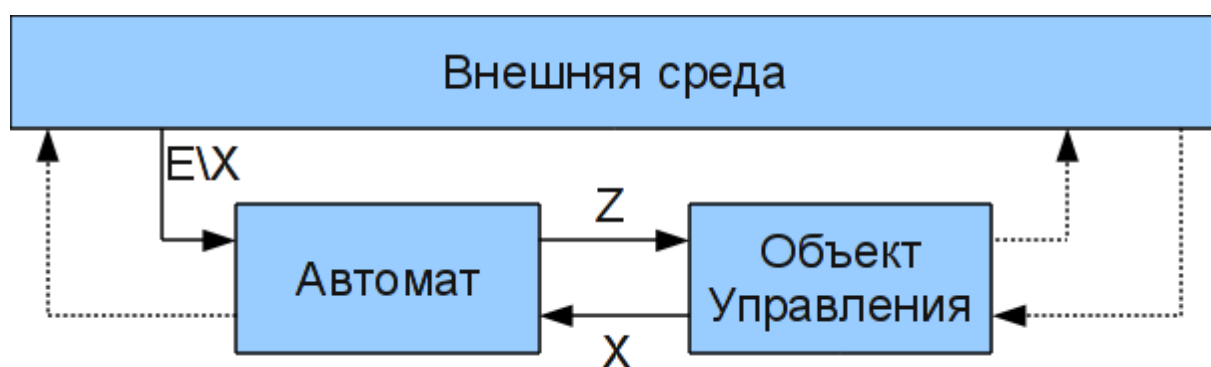 Внешняя среда
E\X
Z
Автомат
Объект
Управления
X